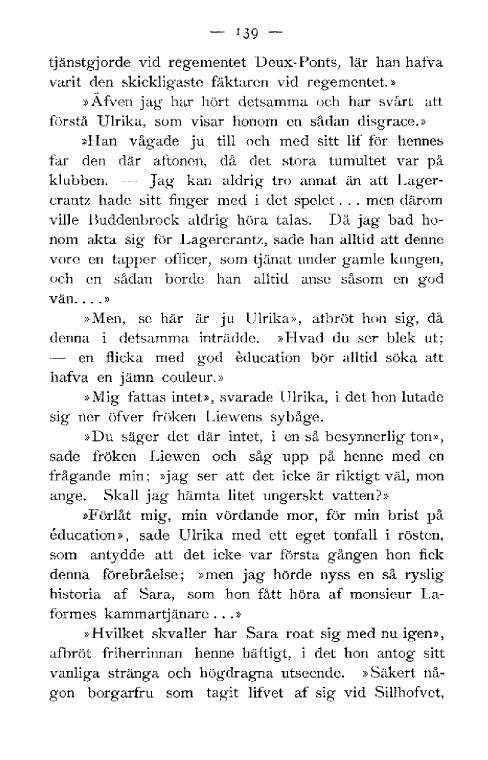 — 139 —
tjänstgjorde vid regementet Deux-Ponts, lär han hafva
varit den skickligaste fäktaren vid regementet.»
»Äfven jag har hört detsamma och har svårt att
förstå Ulrika, som visar honom en sådan disgrace.»
»Han vågade ju till och med sitt lif för hennes
far den där aftonen, då det stora tumultet var på
klubben. — Jag kan aldrig tro annat än att Lager-
crantz hade sitt finger med i det spelet... men därom
ville Buddenbrock aldrig höra talas. Då jag bad ho-
nom akta sig för Lagercrantz, sade han alltid att denne
vore en tapper officer, som tjänat under gamle kungen,
och en sådan borde han alltid anse såsom en god
vän....»
»Men, se här är ju Ulrika», afbröt hon sig, då
denna i detsamma inträdde. »Hvad du ser blek ut;
— en flicka med god èducation bör alltid söka att
hafva en jämn couleur.»
»Mig fattas intet», svarade Ulrika, i det hon lutade
sig ner öfver fröken Liewens sybåge.
»Du säger det där intet, i en så besynnerlig ton»,
sade fröken Liewen och såg upp på henne med en
frågande min; »jag ser att det icke är riktigt väl, mon
ange. Skall jag hämta litet ungerskt vatten?»
»Förlåt mig, min vördande mor, för min brist på
éducation», sade Ulrika med ett eget tonfall i rösten,
som antydde att det icke var första gången hon fick
denna förebråelse; »men jag hörde nyss en så ryslig
historia af Sara, som hon fått höra af monsieur La-
formes kammartjänare...»
»Hvilket skvaller har Sara roat sig med nu igen»,
afbröt friherrinnan henne häftigt, i det hon antog sitt
vanliga stränga och högdragna utseende. »Säkert nå-
gon borgarfru som tagit lifvet af sig vid Sillhofvet,